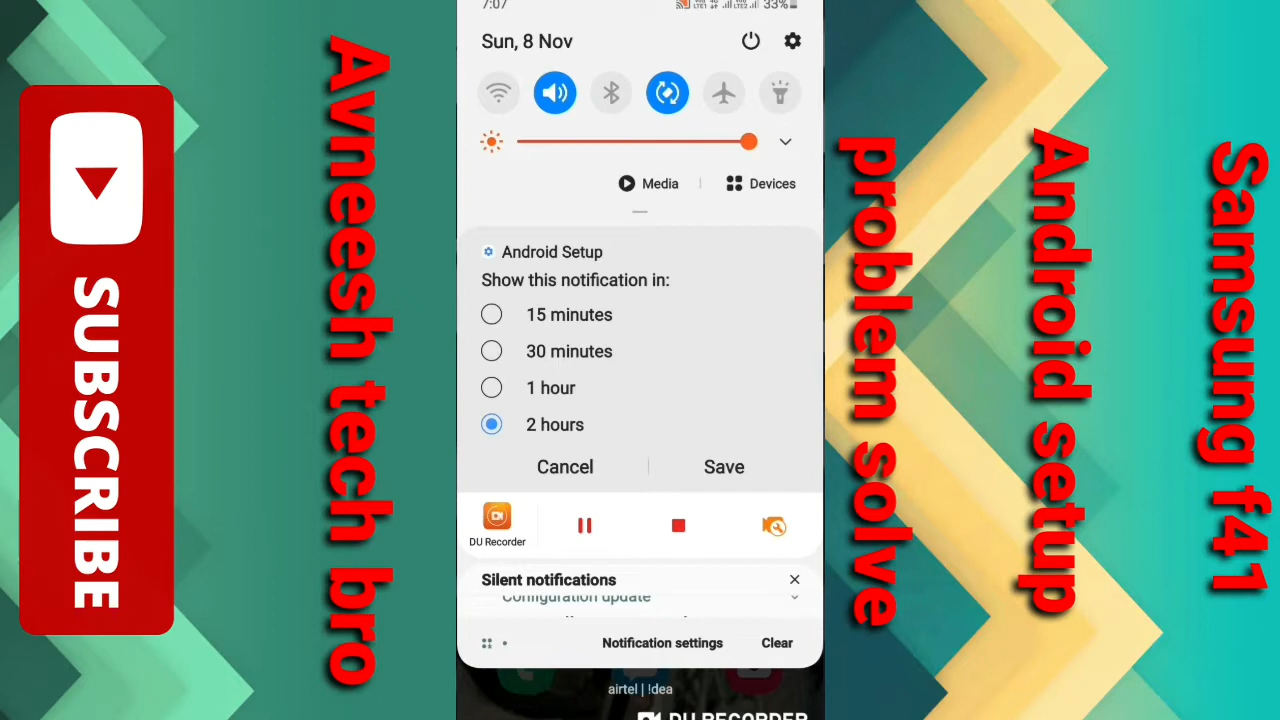 SUBSCRIBE
Avneesh tech bro
7:07
33%
Sun, 8 Nov
Media
Devices
Android Setup
Show this notification in:
15 minutes
30 minutes
1 hour
2 hours
Cancel
Save
DU Recorder
Silent notifications
Configuration update
Notification settings
Clear
airtel | !dea
DU RECORDER
Samsung f41
Android setup
problem solve